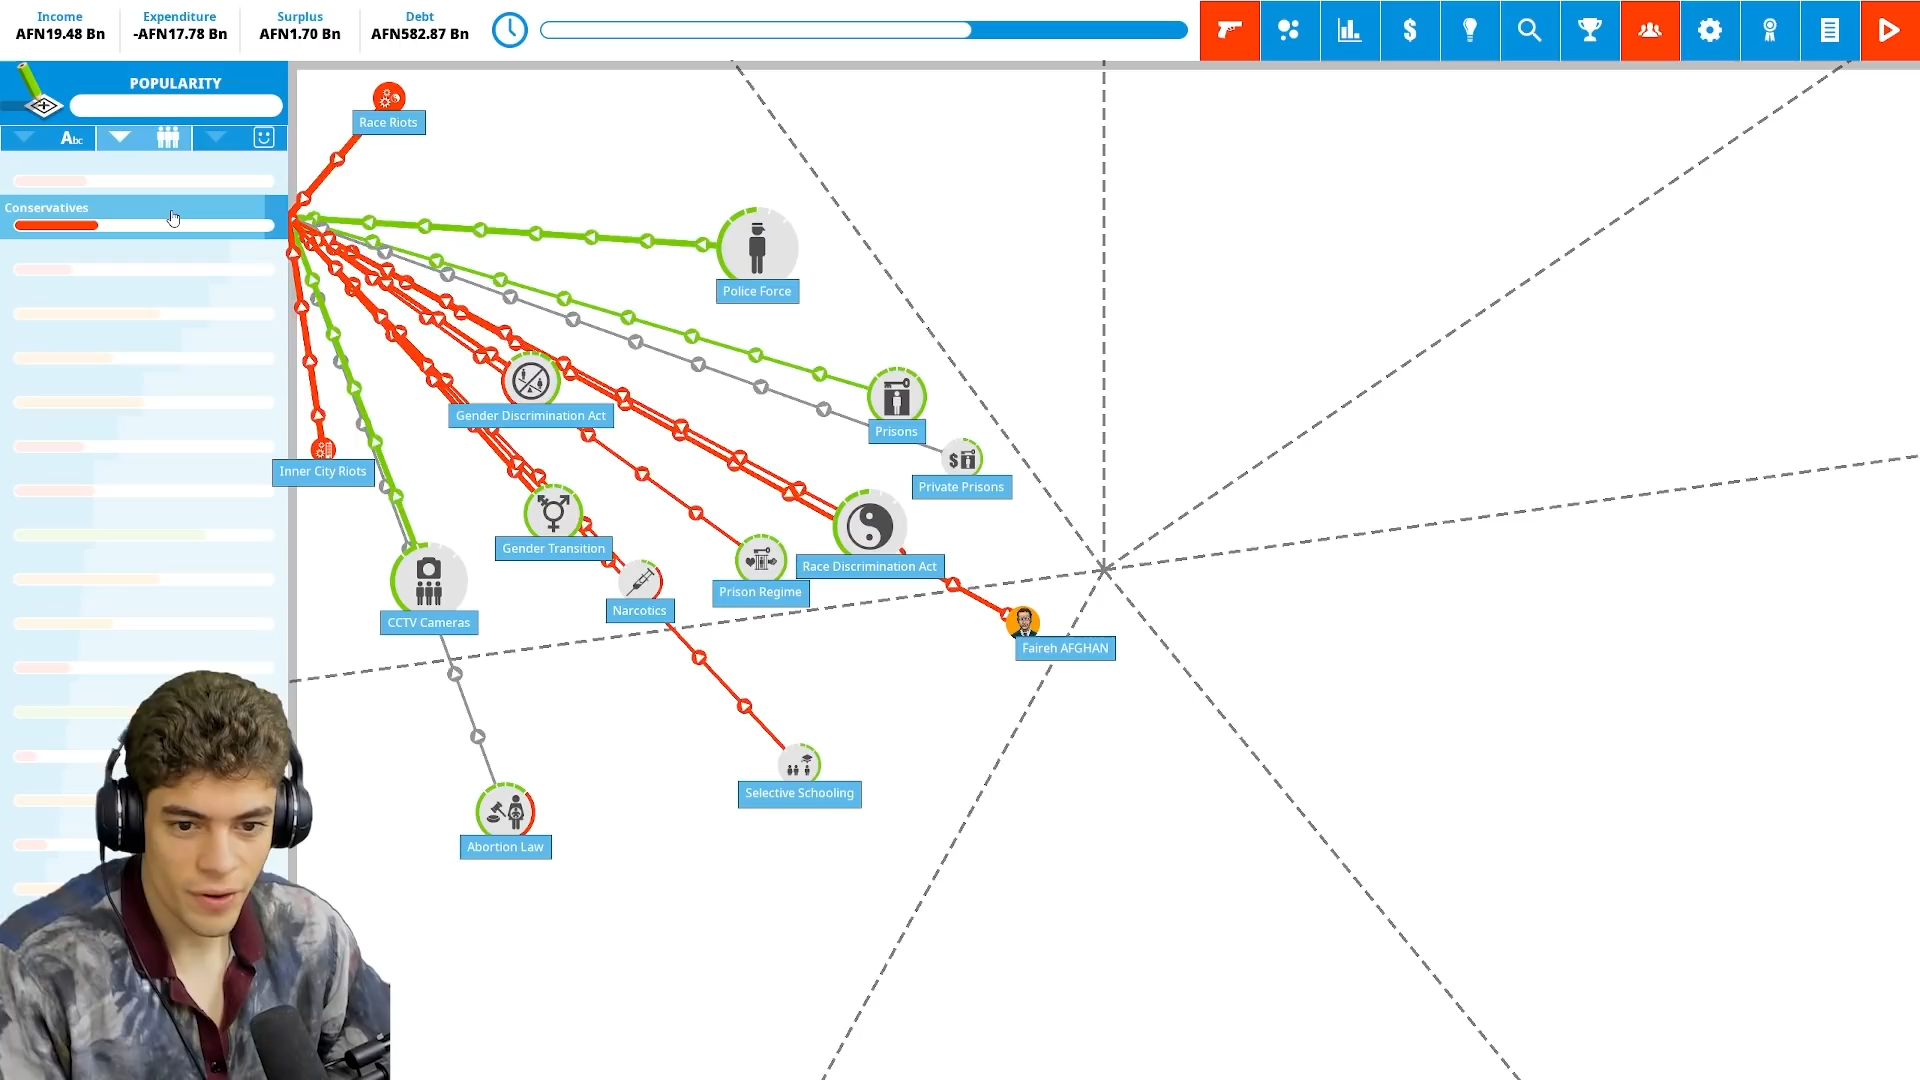 Income
AFN19.48 Bn
Expenditure
-AFN17.78 Bn
Surplus
AFN1.70 Bn
Debt
AFN582.87 Bn
POPULARITY
Abc
Conservatives
Race Riots
Police Force
Gender Discrimination Act
Prisons
Inner City Riots
Private Prisons
Gender Transition
Race Discrimination Act
Prison Regime
Narcotics
CCTV Cameras
Faireh AFGHAN
Selective Schooling
Abortion Law